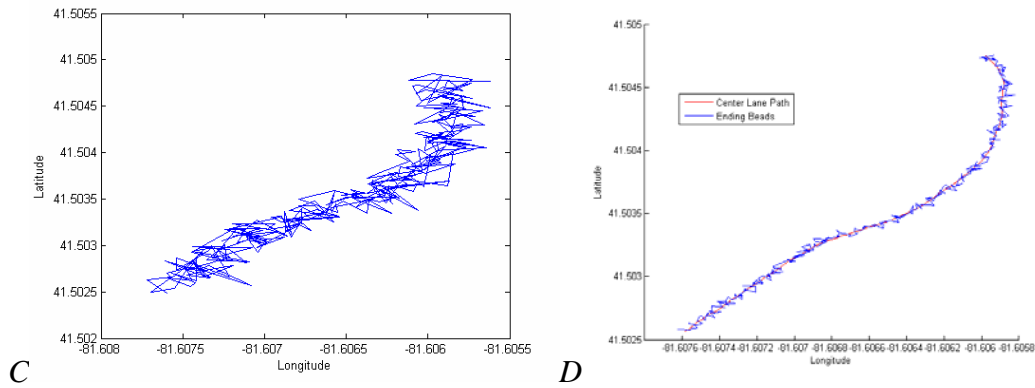 41.5055
41.505
41.5045
41.504
41.5035
41.503
41.5025
41.502
Latitude
-81.608 -81.6075 -81.607 -81.6065 -81.606 -81.6055
Longitude
C
41.505
41.5045
41.504
41.5035
41.503
41.5025
Latitude
Center Lane Path
Ending Beads
-81.6076 -81.6074 -81.6072 -81.607 -81.6068 -81.6066 -81.6064 -81.6062 -81.606 -81.6058
Longitude
D